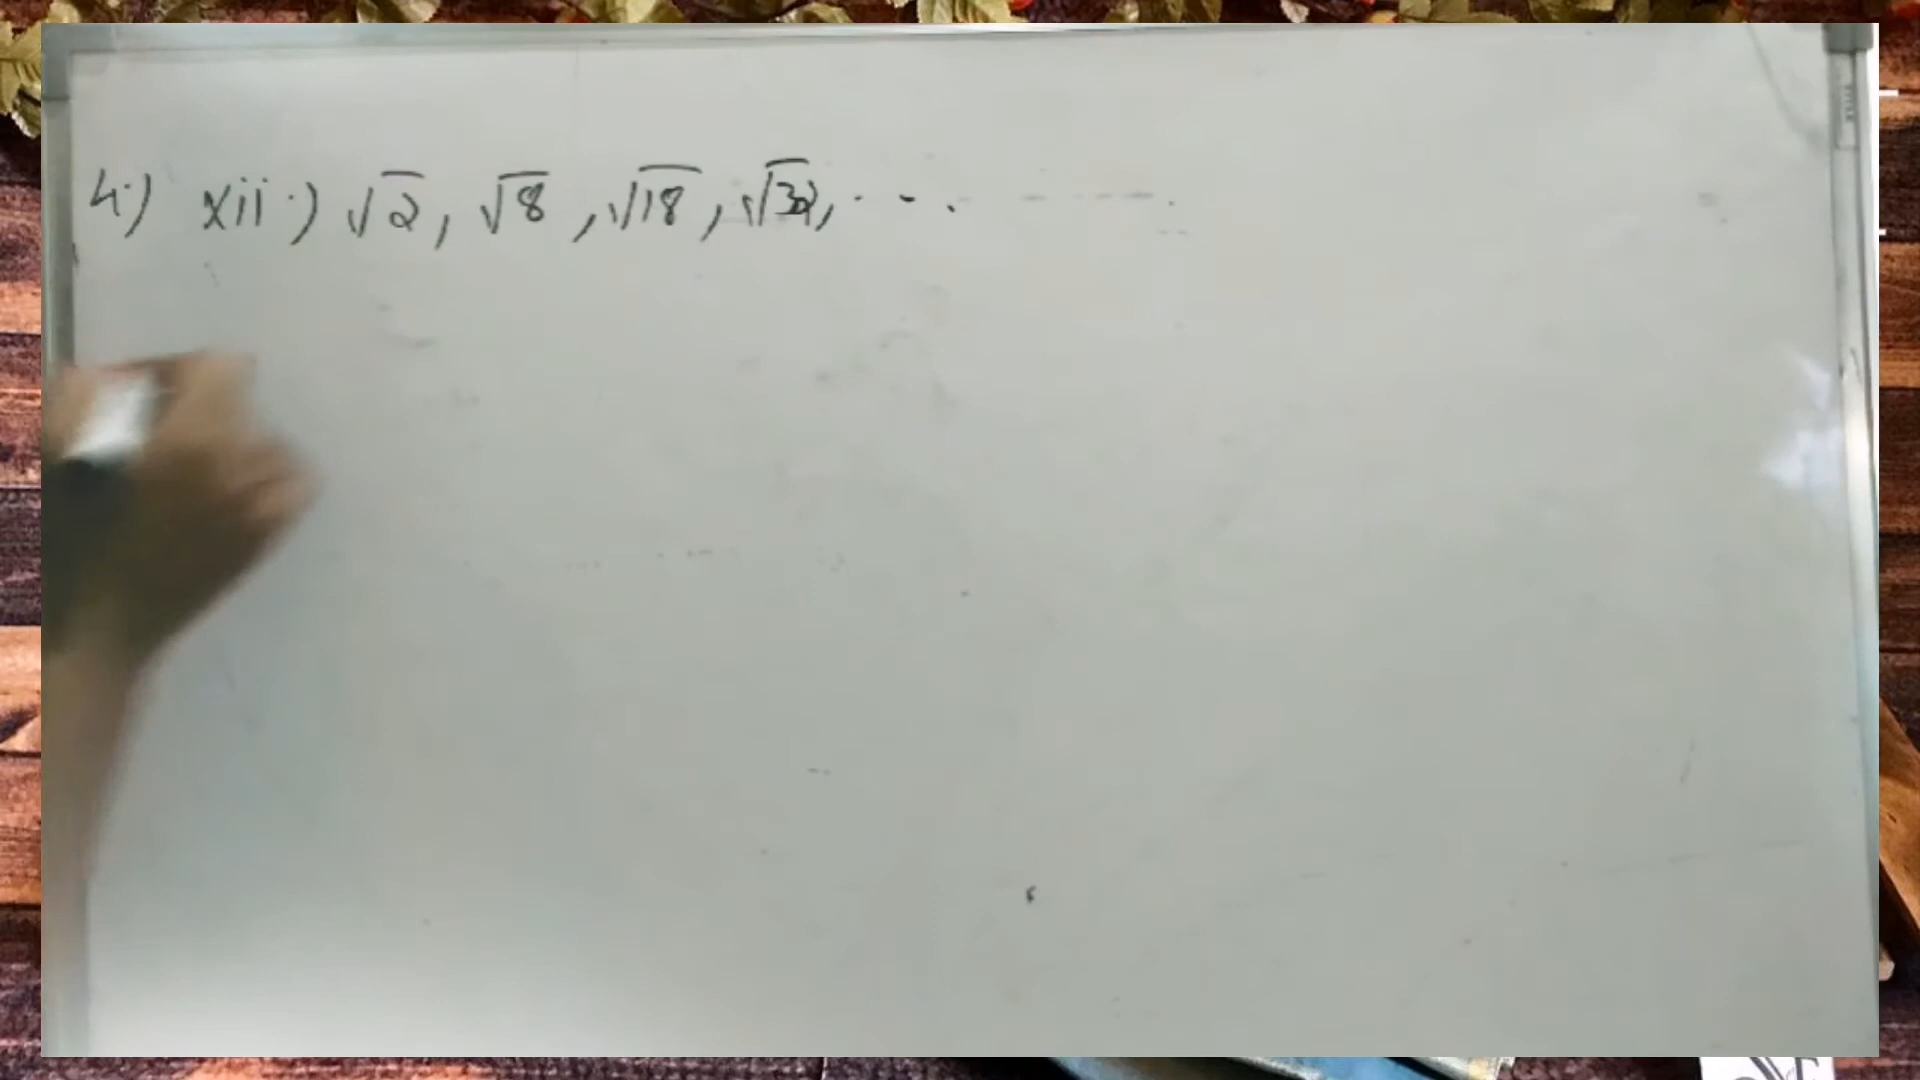 4.) xii.) √2, √8, √18, √32, ....